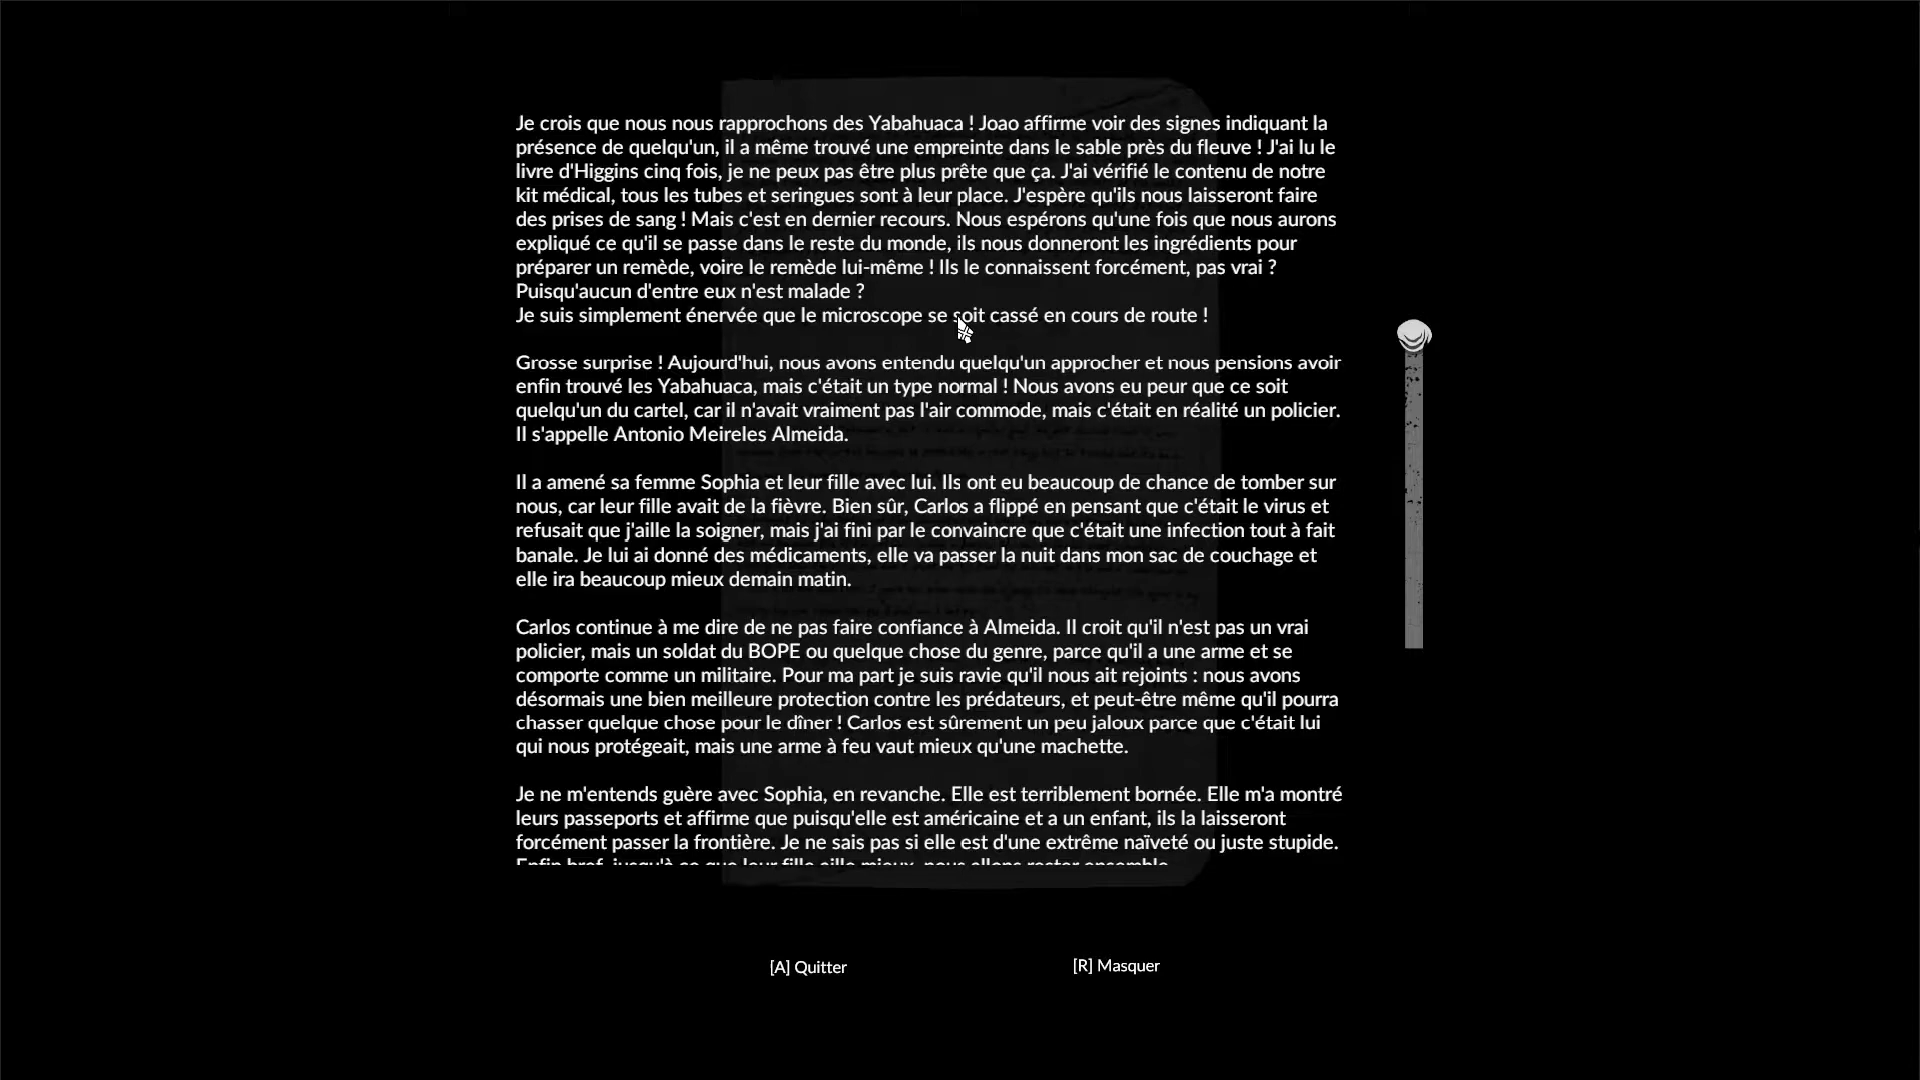 Je crois que nous nous rapprochons des Yabahuaca ! Joao affirme voir des signes indiquant la
présence de quelqu'un, il a même trouvé une empreinte dans le sable près du fleuve ! J'ai lu le
livre d'Higgins cinq fois, je ne peux pas être plus prête que ça. J'ai vérifié le contenu de notre
kit médical, tous les tubes et seringues sont à leur place. J'espère qu'ils nous laisseront faire
des prises de sang ! Mais c'est en dernier recours. Nous espérons qu'une fois que nous aurons
expliqué ce qu'il se passe dans le reste du monde, ils nous donneront les ingrédients pour
préparer un remède, voire le remède lui-même ! Ils le connaissent forcément, pas vrai ?
Puisqu'aucun d'entre eux n'est malade ?
Je suis simplement énervée que le microscope se soit cassé en cours de route !
Grosse surprise ! Aujourd'hui, nous avons entendu quelqu'un approcher et nous pensions avoir
enfin trouvé les Yabahuaca, mais c'était un type normal ! Nous avons eu peur que ce soit
quelqu'un du cartel, car il n'avait vraiment pas l'air commode, mais c'était en réalité un policier.
Il s'appelle Antonio Meireles Almeida.
Il a amené sa femme Sophia et leur fille avec lui. Ils ont eu beaucoup de chance de tomber sur
nous, car leur fille avait de la fièvre. Bien sûr, Carlos a flippé en pensant que c'était le virus et
refusait que j'aille la soigner, mais j'ai fini par le convaincre que c'était une infection tout à fait
banale. Je lui ai donné des médicaments, elle va passer la nuit dans mon sac de couchage et
elle ira beaucoup mieux demain matin.
Carlos continue à me dire de ne pas faire confiance à Almeida. Il croit qu'il n'est pas un vrai
policier, mais un soldat du BOPE ou quelque chose du genre, parce qu'il a une arme et se
comporte comme un militaire. Pour ma part je suis ravie qu'il nous ait rejoints : nous avons
désormais une bien meilleure protection contre les prédateurs, et peut-être même qu'il pourra
chasser quelque chose pour le dîner ! Carlos est sûrement un peu jaloux parce que c'était lui
qui nous protégeait, mais une arme à feu vaut mieux qu'une machette.
Je ne m'entends guère avec Sophia, en revanche. Elle est terriblement bornée. Elle m'a montré
leurs passeports et affirme que puisqu'elle est américaine et a un enfant, ils la laisseront
forcément passer la frontière. Je ne sais pas si elle est d'une extrême naïveté ou juste stupide.
Enfin bref, jusqu'à ce que leur fille aille mieux, nous allons rester ensemble.
[A] Quitter
[R] Masquer